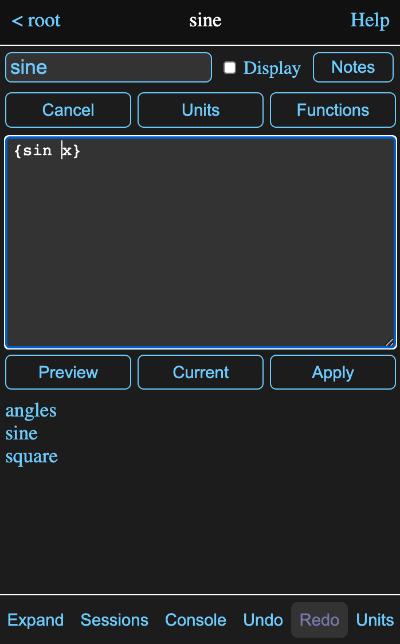 < root sine Help
sine Display Notes
Cancel Units Functions
{sin x}
Preview Current Apply
angles
sine
square
Expand Sessions Console Undo Redo Units